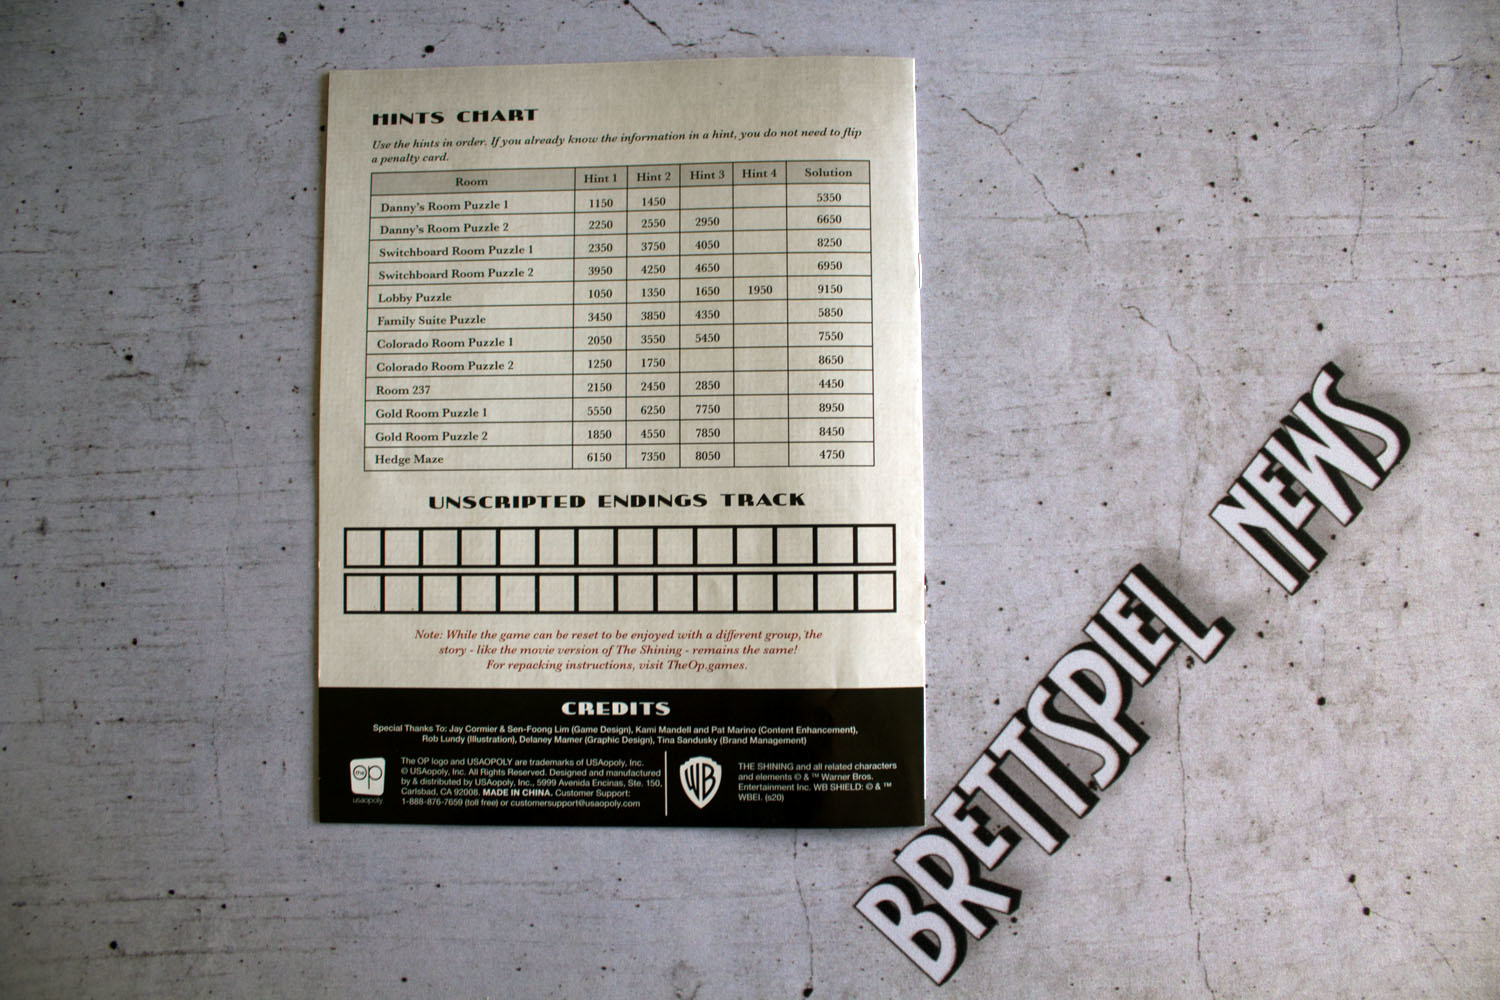 HINTS CHART
Use the hints in order. If you already know the information in a hint, you do not need to flip
a penalty card.
Room Hint 1 Hint 2 Hint 3 Hint 4 Solution
Danny's Room Puzzle 1 1150 1450 5350
Danny's Room Puzzle 2 2250 2550 2950 6650
Switchboard Room Puzzle 1 2350 3750 4050 8250
Switchboard Room Puzzle 2 3950 4250 4650 6950
Lobby Puzzle 1050 1350 1650 1950 9150
Family Suite Puzzle 3450 3850 4350 5850
Colorado Room Puzzle 1 2050 3550 5450 7550
Colorado Room Puzzle 2 1250 1750 8650
Room 237 2150 2450 2850 4450
Gold Room Puzzle 1 5550 6250 7750 8950
Gold Room Puzzle 2 1850 4550 7850 8450
Hedge Maze 6150 7350 8050 4750
UNSCRIPTED ENDINGS TRACK
Note: While the game can be reset to be enjoyed with a different group, the
story - like the movie version of The Shining - remains the same!
For repacking instructions, visit TheOp.games.
CREDITS
Special Thanks To: Jay Cormier & Sen-Foong Lim (Game Design), Kami Mandell and Pat Marino (Content Enhancement),
Rob Lundy (Illustration), Delaney Mamer (Graphic Design), Tina Sandusky (Brand Management)
the op
usaopoly
The OP logo and USAOPOLY are trademarks of USAopoly, Inc.
© USAopoly, Inc. All Rights Reserved. Designed and manufactured
by & distributed by USAopoly, Inc., 5999 Avenida Encinas, Ste. 150,
Carlsbad, CA 92008. MADE IN CHINA. Customer Support:
1-888-876-7659 (toll free) or customersupport@usaopoly.com
WB
THE SHINING and all related characters
and elements © & ™ Warner Bros.
Entertainment Inc. WB SHIELD: © & ™
WBEI. (s20)
BRETTSPIEL NEWS